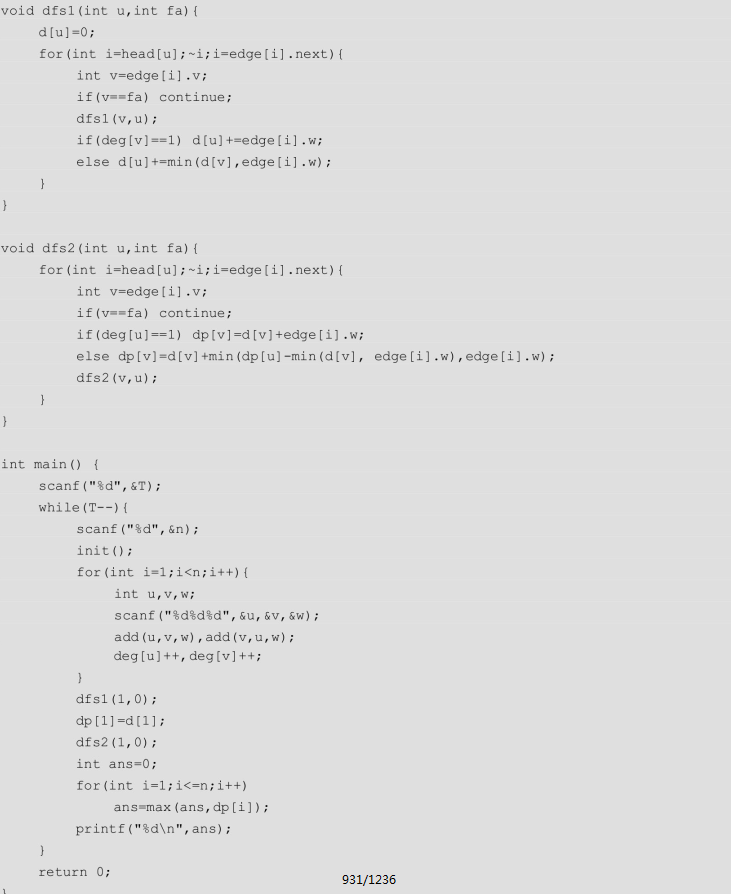 void dfs1(int u,int fa){
    d[u]=0;
    for(int i=head[u];~i;i=edge[i].next){
        int v=edge[i].v;
        if(v==fa) continue;
        dfs1(v,u);
        if(deg[v]==1) d[u]+=edge[i].w;
        else d[u]+=min(d[v],edge[i].w);
    }
}
void dfs2(int u,int fa){
    for(int i=head[u];~i;i=edge[i].next){
        int v=edge[i].v;
        if(v==fa) continue;
        if(deg[u]==1) dp[v]=d[v]+edge[i].w;
        else dp[v]=d[v]+min(dp[u]-min(d[v], edge[i].w),edge[i].w);
        dfs2(v,u);
    }
}
int main() {
    scanf("%d",&T);
    while(T--){
        scanf("%d",&n);
        init();
        for(int i=1;i<n;i++){
            int u,v,w;
            scanf("%d%d%d",&u,&v,&w);
            add(u,v,w),add(v,u,w);
            deg[u]++,deg[v]++;
        }
        dfs1(1,0);
        dp[1]=d[1];
        dfs2(1,0);
        int ans=0;
        for(int i=1;i<=n;i++)
            ans=max(ans,dp[i]);
        printf("%d\n",ans);
    }
    return 0;
}
931/1236